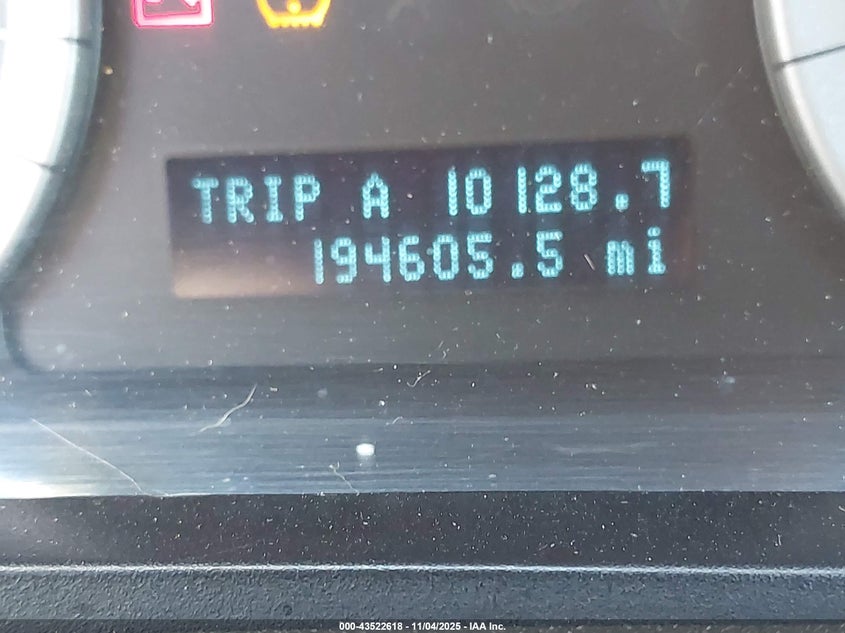 TRIP A 10128.7
194605.5 mi
000-43522618 - 11/04/2025 - IAA Inc.